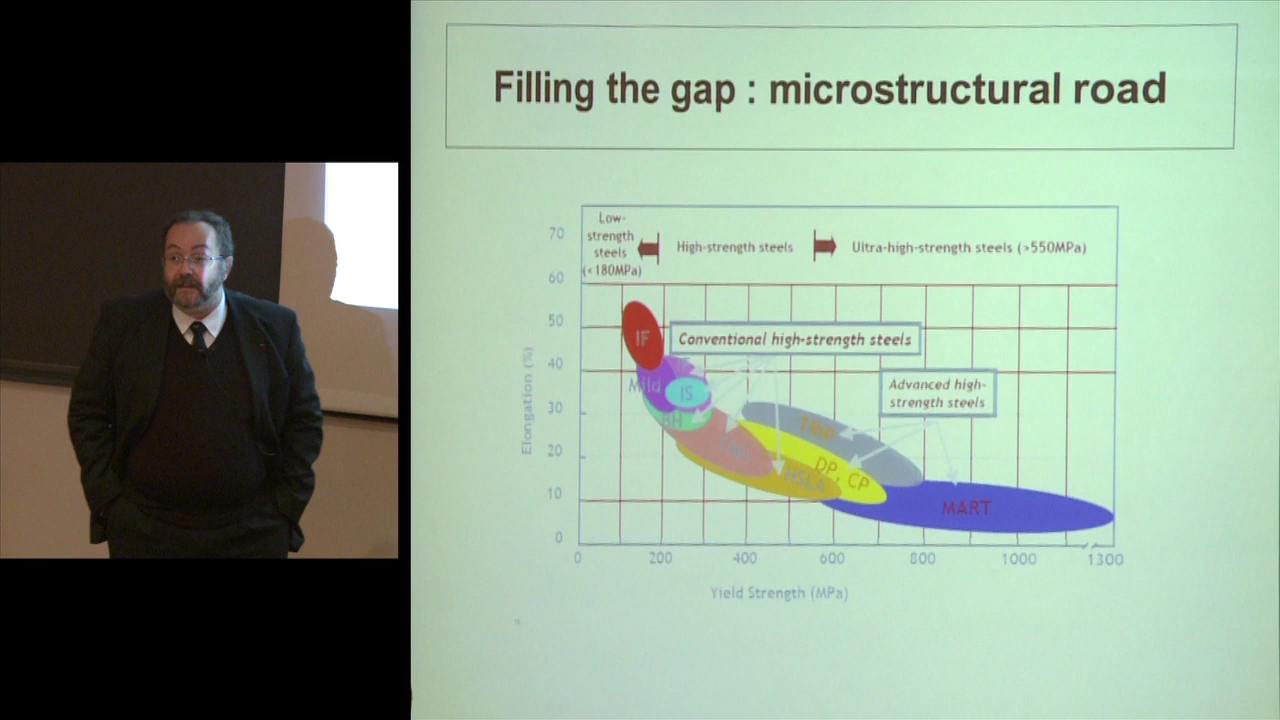 Filling the gap : microstructural road
Low-
strength
steels
(<180MPa)
High-strength steels
Ultra-high-strength steels (>550MPa)
70
60
50
40
30
20
10
0
Elongation (%)
IF
Conventional high-strength steels
Mild
IS
BH
Advanced high-
strength steels
TRIP
DP, CP
HSLA
MART
0
200
400
600
800
1000
1300
Yield Strength (MPa)